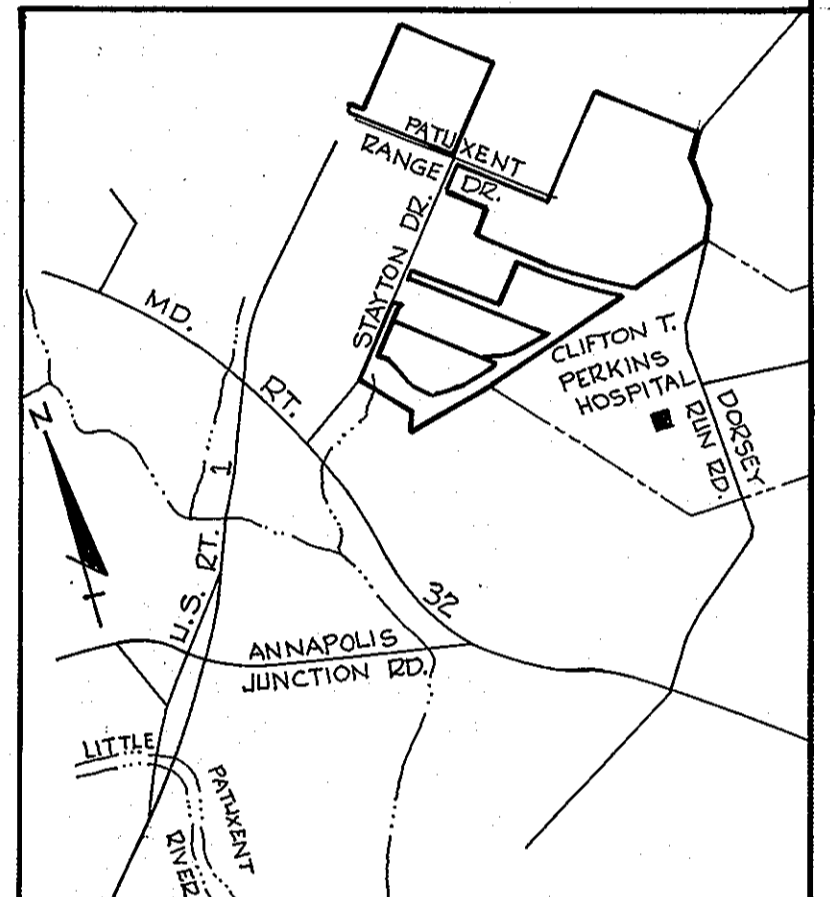 PATUXENT
RANGE DR.
STAYTON DR.
MD. RT. 32
CLIFTON T.
PERKINS
HOSPITAL
DORSEY
RUN RD.
N
U.S. RT. 1
ANNAPOLIS
JUNCTION RD.
LITTLE
PATUXENT
RIVER